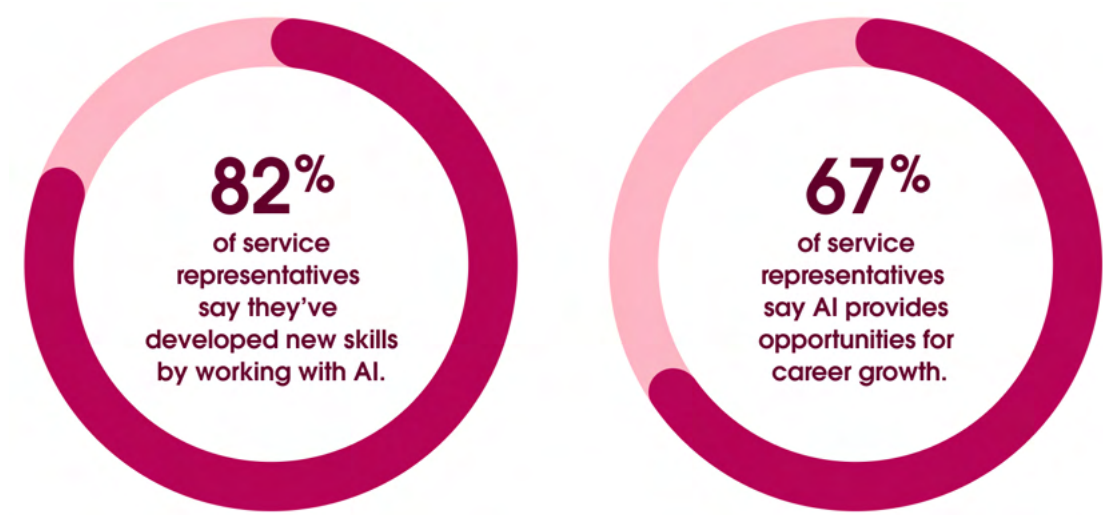 82%
of service
representatives
say they’ve
developed new skills
by working with AI.
67%
of service
representatives
say AI provides
opportunities for
career growth.